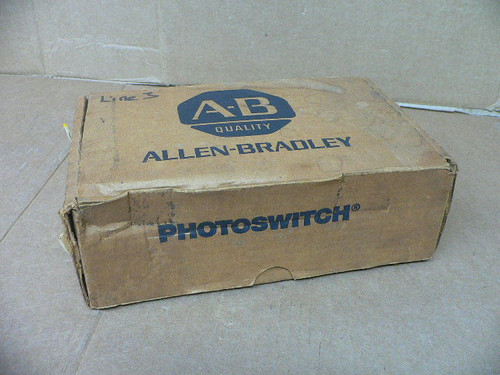 Line 3
A-B
QUALITY
ALLEN-BRADLEY
PHOTOSWITCH®